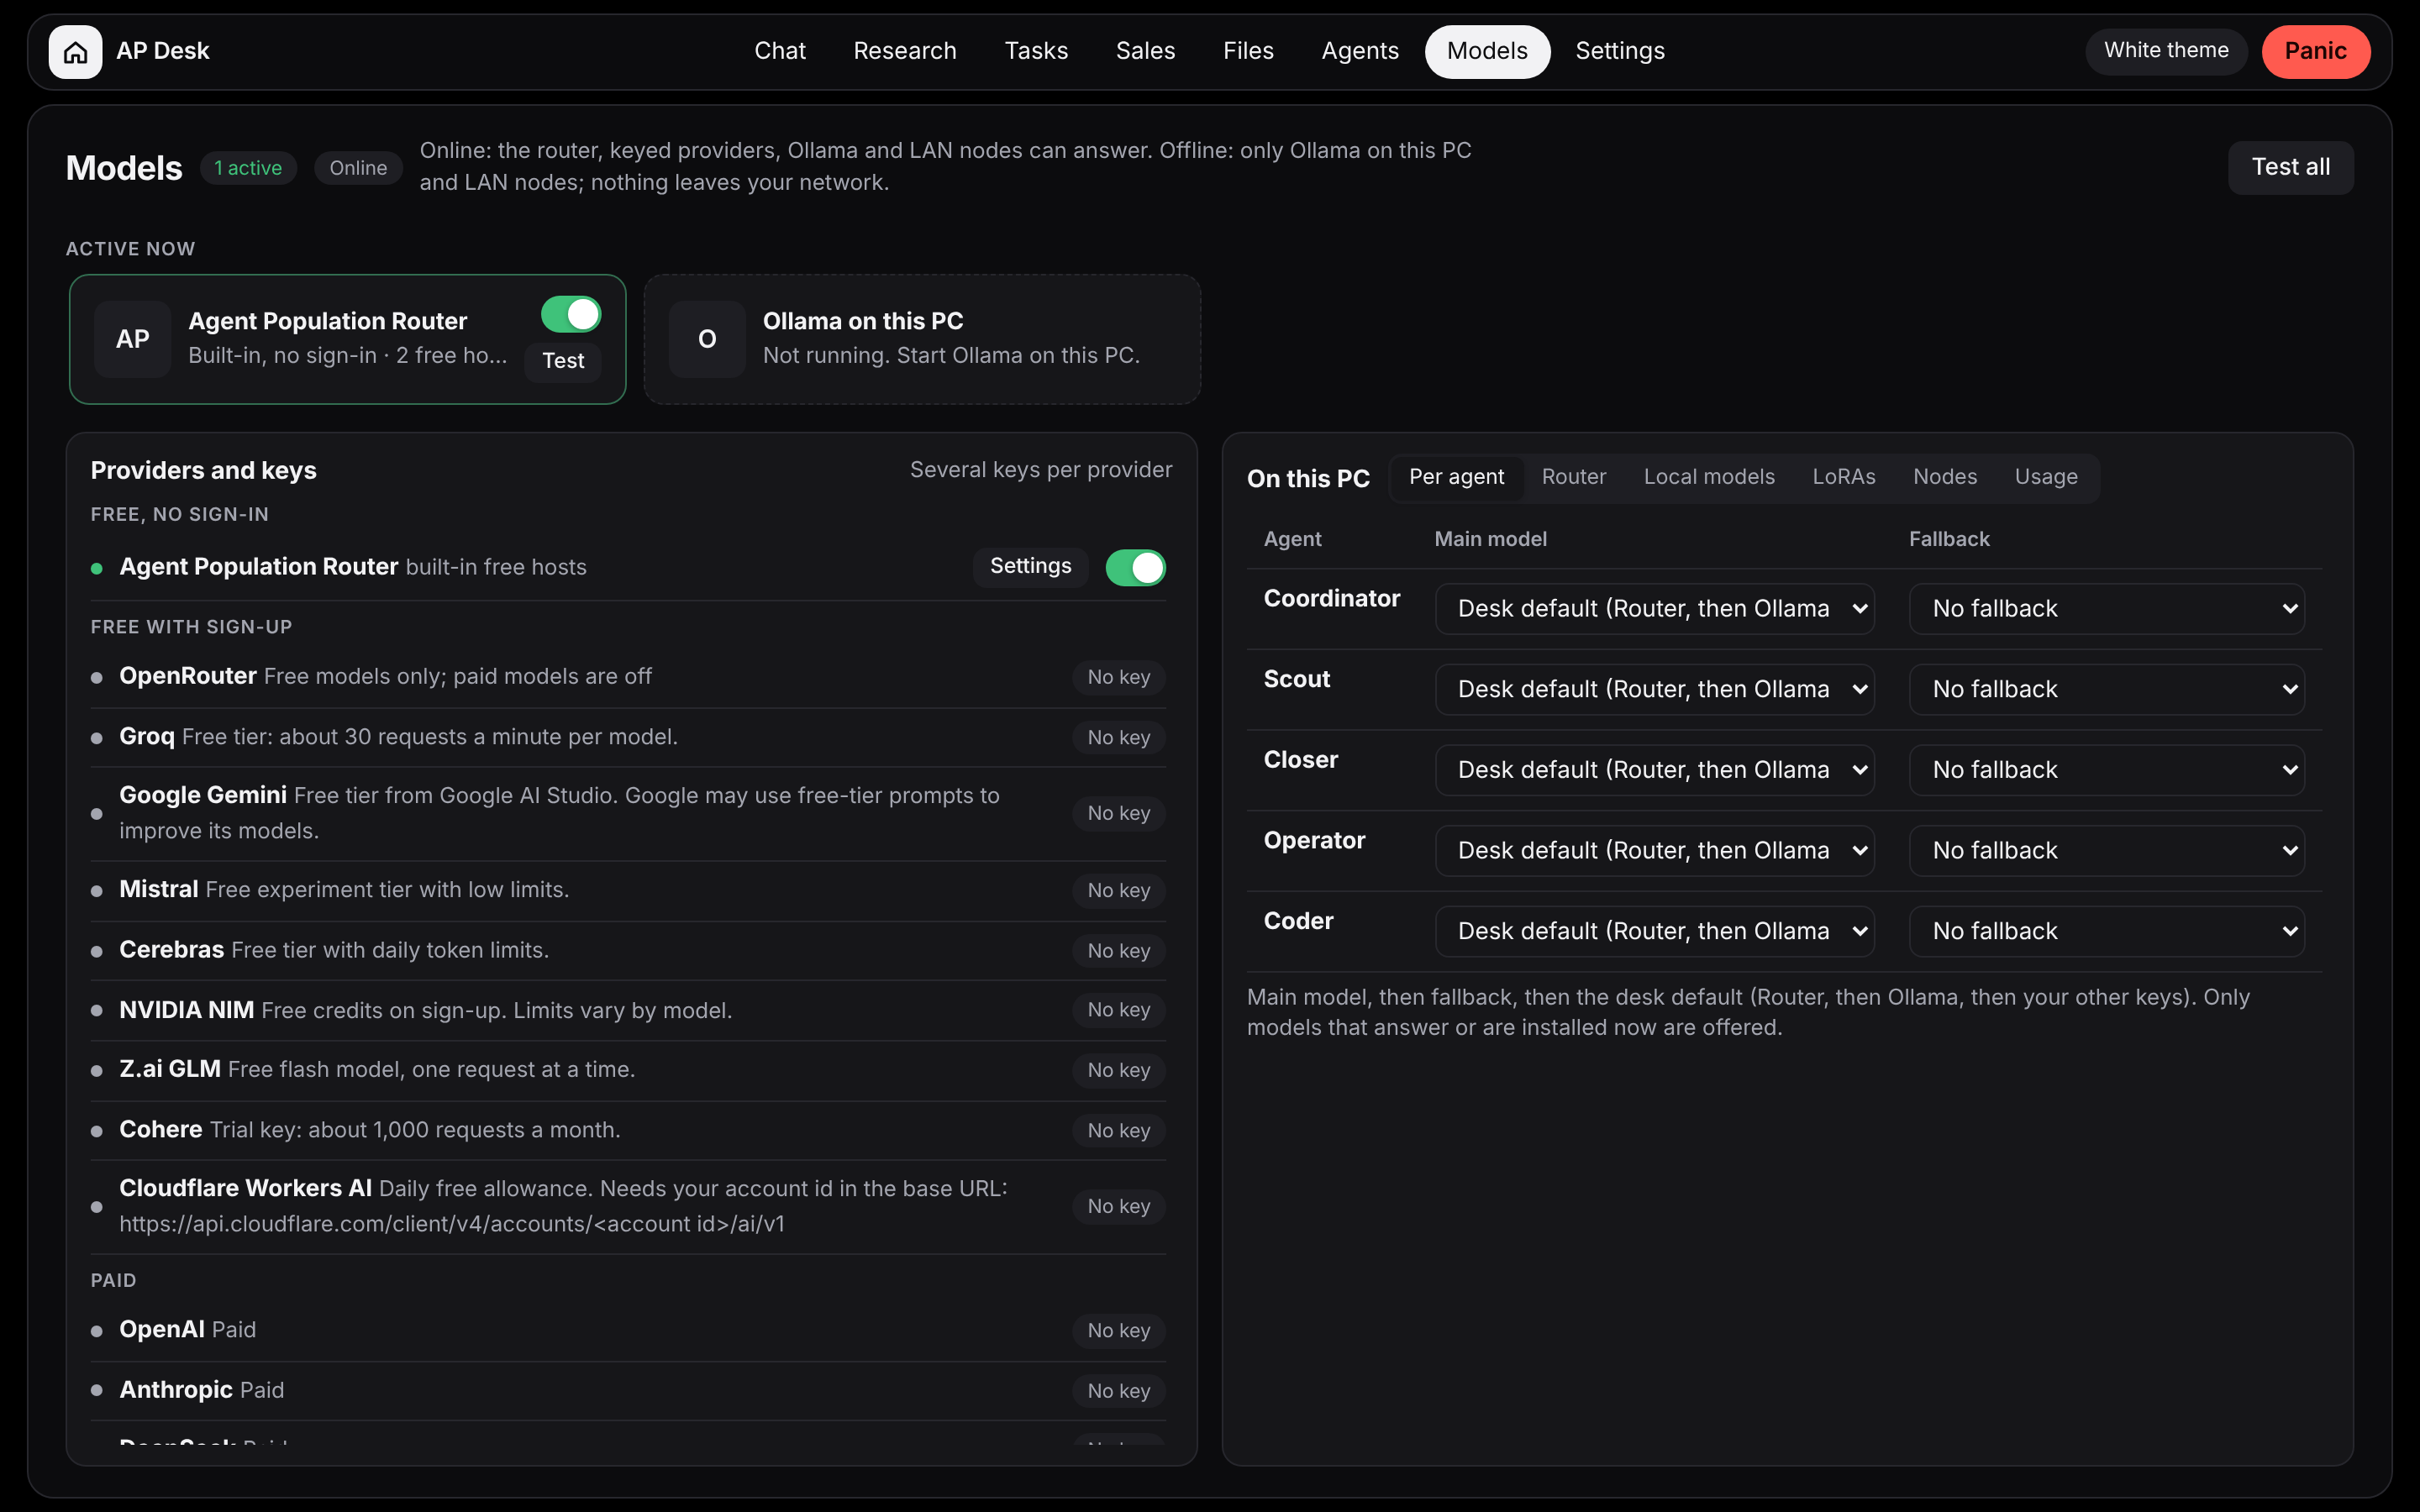 AP Desk
Chat
Research
Tasks
Sales
Files
Agents
Models
Settings
White theme
Panic
Models
1 active
Online
Online: the router, keyed providers, Ollama and LAN nodes can answer. Offline: only Ollama on this PC
and LAN nodes; nothing leaves your network.
Test all
ACTIVE NOW
AP
Agent Population Router
Built-in, no sign-in · 2 free ho...
Test
O
Ollama on this PC
Not running. Start Ollama on this PC.
Providers and keys
Several keys per provider
FREE, NO SIGN-IN
Agent Population Router built-in free hosts
Settings
FREE WITH SIGN-UP
OpenRouter Free models only; paid models are off
No key
Groq Free tier: about 30 requests a minute per model.
No key
Google Gemini Free tier from Google AI Studio. Google may use free-tier prompts to
improve its models.
No key
Mistral Free experiment tier with low limits.
No key
Cerebras Free tier with daily token limits.
No key
NVIDIA NIM Free credits on sign-up. Limits vary by model.
No key
Z.ai GLM Free flash model, one request at a time.
No key
Cohere Trial key: about 1,000 requests a month.
No key
Cloudflare Workers AI Daily free allowance. Needs your account id in the base URL:
https://api.cloudflare.com/client/v4/accounts/<account id>/ai/v1
No key
PAID
OpenAI Paid
No key
Anthropic Paid
No key
On this PC
Per agent
Router
Local models
LoRAs
Nodes
Usage
Agent
Main model
Fallback
Coordinator
Desk default (Router, then Ollama
No fallback
Scout
Desk default (Router, then Ollama
No fallback
Closer
Desk default (Router, then Ollama
No fallback
Operator
Desk default (Router, then Ollama
No fallback
Coder
Desk default (Router, then Ollama
No fallback
Main model, then fallback, then the desk default (Router, then Ollama, then your other keys). Only
models that answer or are installed now are offered.